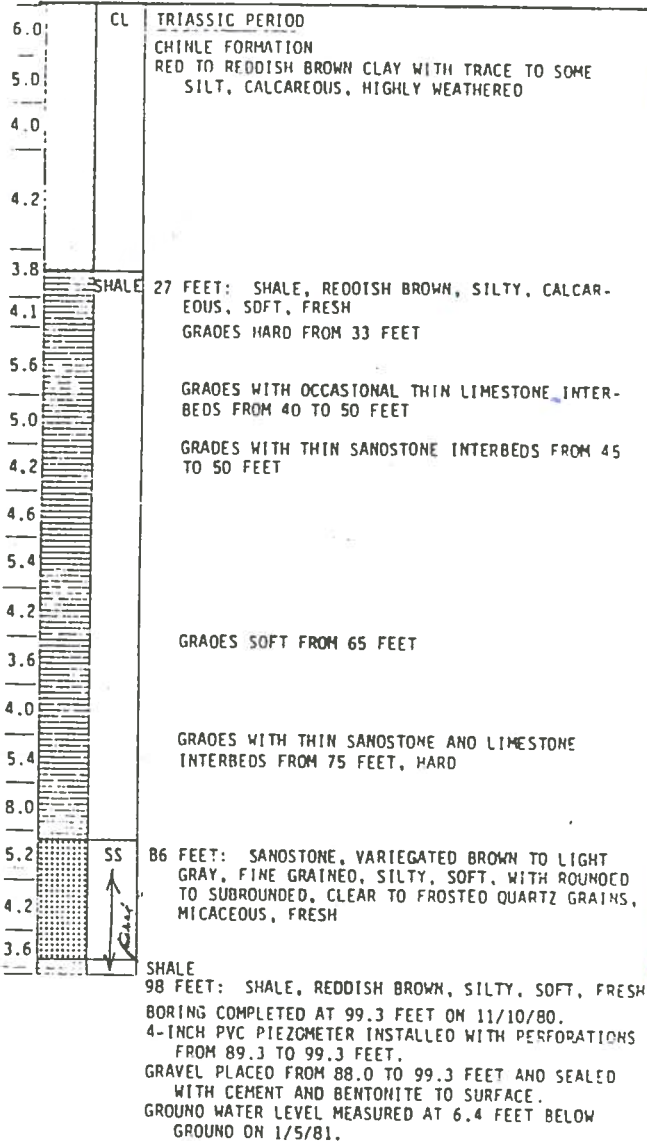 6.0 CL TRIASSIC PERIOD
CHINLE FORMATION
5.0 RED TO REDDISH BROWN CLAY WITH TRACE TO SOME
SILT, CALCAREOUS, HIGHLY WEATHERED
4.0
4.2
3.8
SHALE 27 FEET: SHALE, REDDISH BROWN, SILTY, CALCAR-
4.1 EOUS, SOFT, FRESH
GRADES HARD FROM 33 FEET
5.6
GRADES WITH OCCASIONAL THIN LIMESTONE INTER-
5.0 BEDS FROM 40 TO 50 FEET
GRADES WITH THIN SANDSTONE INTERBEDS FROM 45
4.2 TO 50 FEET
4.6
5.4
4.2
GRADES SOFT FROM 65 FEET
3.6
4.0
GRADES WITH THIN SANDSTONE AND LIMESTONE
5.4 INTERBEDS FROM 75 FEET, HARD
8.0
5.2 SS 86 FEET: SANDSTONE, VARIEGATED BROWN TO LIGHT
GRAY, FINE GRAINED, SILTY, SOFT, WITH ROUNDED
4.2 TO SUBROUNDED, CLEAR TO FROSTED QUARTZ GRAINS,
MICACEOUS, FRESH
3.6
SHALE
98 FEET: SHALE, REDDISH BROWN, SILTY, SOFT, FRESH
BORING COMPLETED AT 99.3 FEET ON 11/10/80.
4-INCH PVC PIEZOMETER INSTALLED WITH PERFORATIONS
FROM 89.3 TO 99.3 FEET.
GRAVEL PLACED FROM 88.0 TO 99.3 FEET AND SEALED
WITH CEMENT AND BENTONITE TO SURFACE.
GROUND WATER LEVEL MEASURED AT 6.4 FEET BELOW
GROUND ON 1/5/81.